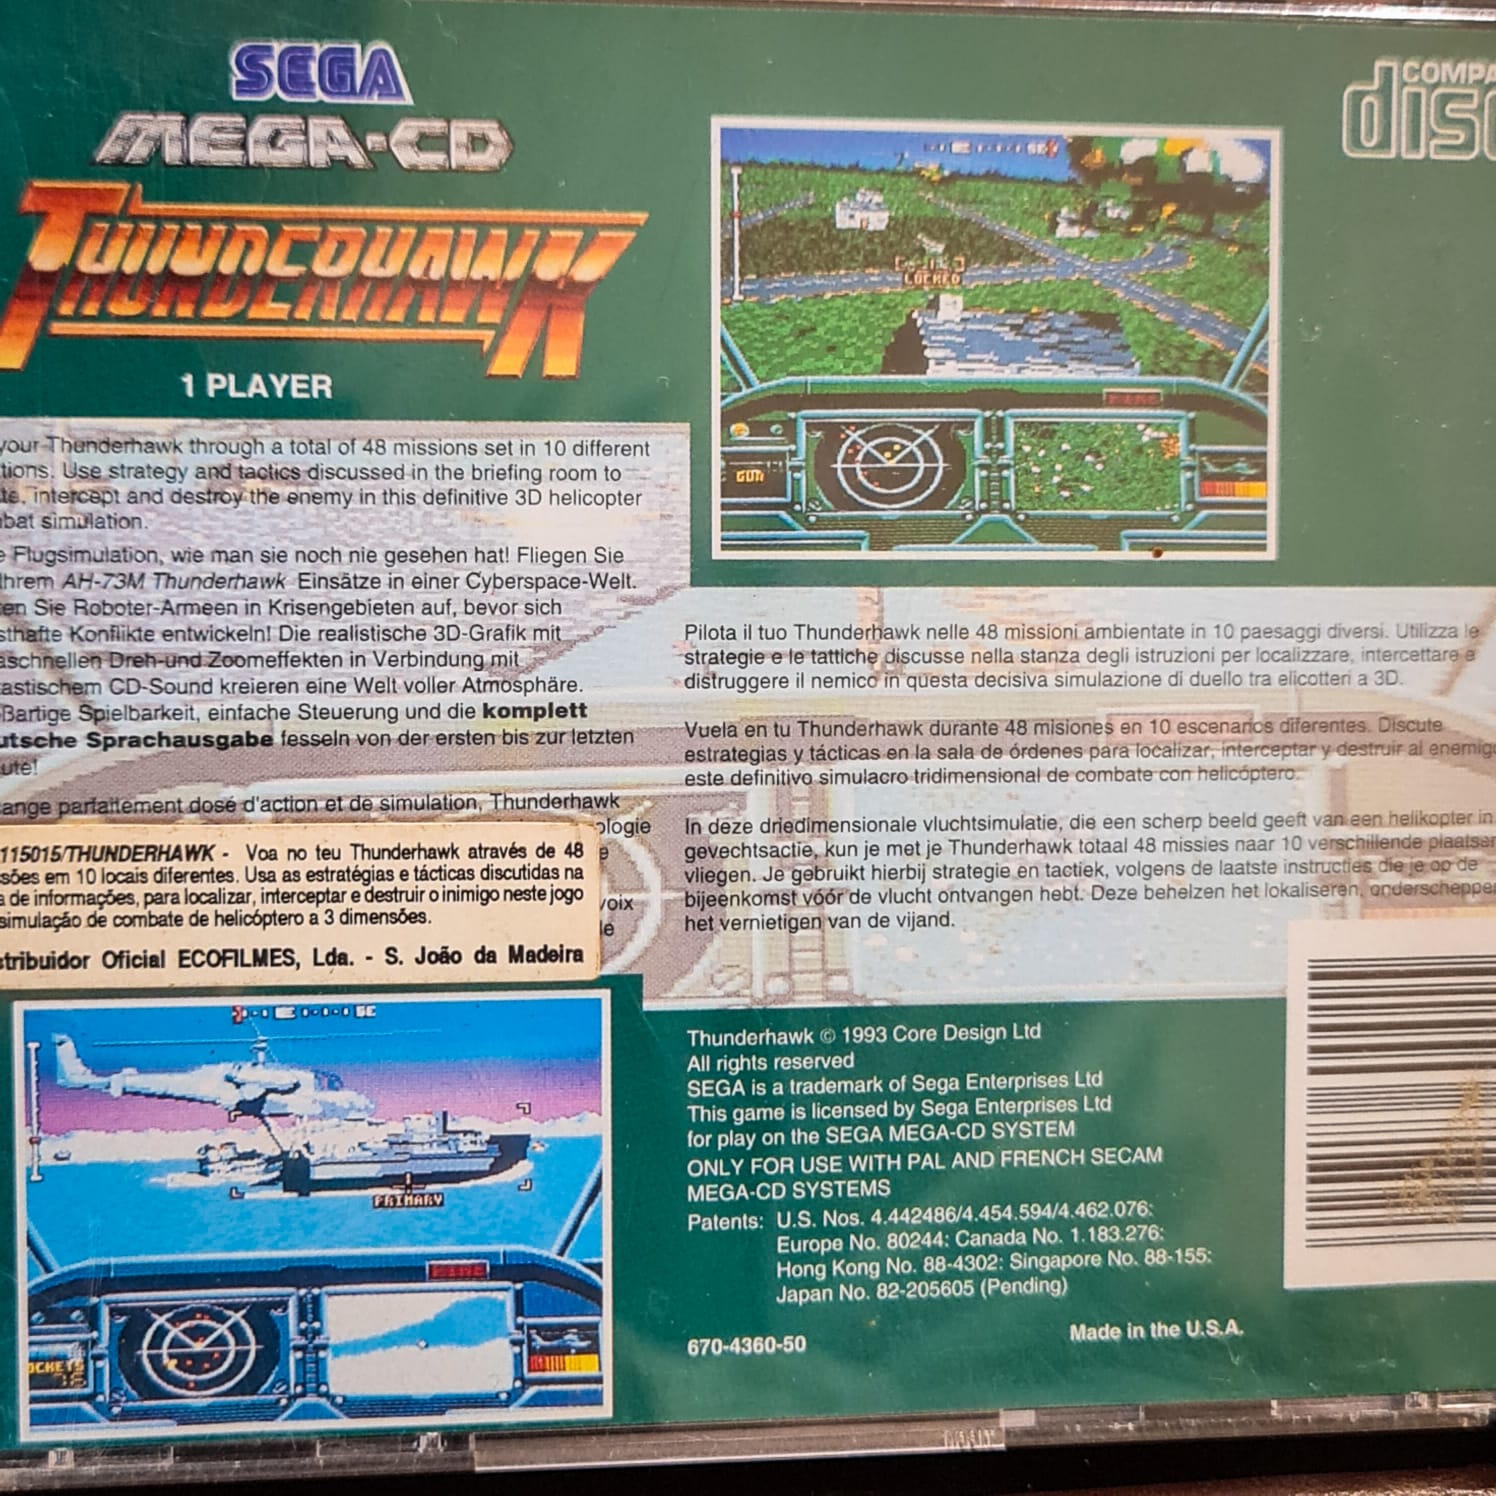 SEGA
MEGA-CD
THUNDERHAWK
1 PLAYER
COMPA
disc
LOCKED
GUN
your Thunderhawk through a total of 48 missions set in 10 different
tions. Use strategy and tactics discussed in the briefing room to
te, intercept and destroy the enemy in this definitive 3D helicopter
bat simulation.
e Flugsimulation, wie man sie noch nie gesehen hat! Fliegen Sie
Ihrem AH-73M Thunderhawk Einsätze in einer Cyberspace-Welt.
en Sie Roboter-Armeen in Krisengebieten auf, bevor sich
sthafte Konflikte entwickeln! Die realistische 3D-Grafik mit
aschnellen Dreh-und Zoomeffekten in Verbindung mit
astischem CD-Sound kreieren eine Welt voller Atmosphäre.
Bartige Spielbarkeit, einfache Steuerung und die komplett
utsche Sprachausgabe fesseln von der ersten bis zur letzten
ute!
ange parfaitement dosé d'action et de simulation, Thunderhawk
ologie
e
voix
le
115015/THUNDERHAWK - Voa no teu Thunderhawk através de 48
sões em 10 locais diferentes. Usa as estratégias e tácticas discutidas na
a de informações, para localizar, interceptar e destruir o inimigo neste jogo
simulação de combate de helicóptero a 3 dimensões.
stribuidor Oficial ECOFILMES, Lda. - S. João da Madeira
PRIMARY
OCKETS
Pilota il tuo Thunderhawk nelle 48 missioni ambientate in 10 paesaggi diversi. Utilizza le
strategie e le tattiche discusse nella stanza degli istruzioni per localizzare, intercettare e
distruggere il nemico in questa decisiva simulazione di duello tra elicotteri a 3D.
Vuela en tu Thunderhawk durante 48 misiones en 10 escenarios diferentes. Discute
estrategias y tácticas en la sala de órdenes para localizar, interceptar y destruir al enemigo
este definitivo simulacro tridimensional de combate con helicóptero.
In deze driedimensionale vluchtsimulatie, die een scherp beeld geeft van een helikopter in
gevechtsactie, kun je met je Thunderhawk totaal 48 missies naar 10 verschillende plaatsen
vliegen. Je gebruikt hierbij strategie en tactiek, volgens de laatste instructies die je op de
bijeenkomst vóór de vlucht ontvangen hebt. Deze behelzen het lokaliseren, onderscheppen
het vernietigen van de vijand.
Thunderhawk © 1993 Core Design Ltd
All rights reserved
SEGA is a trademark of Sega Enterprises Ltd
This game is licensed by Sega Enterprises Ltd
for play on the SEGA MEGA-CD SYSTEM
ONLY FOR USE WITH PAL AND FRENCH SECAM
MEGA-CD SYSTEMS
Patents: U.S. Nos. 4.442486/4.454.594/4.462.076:
Europe No. 80244: Canada No. 1.183.276:
Hong Kong No. 88-4302: Singapore No. 88-155:
Japan No. 82-205605 (Pending)
670-4360-50
Made in the U.S.A.